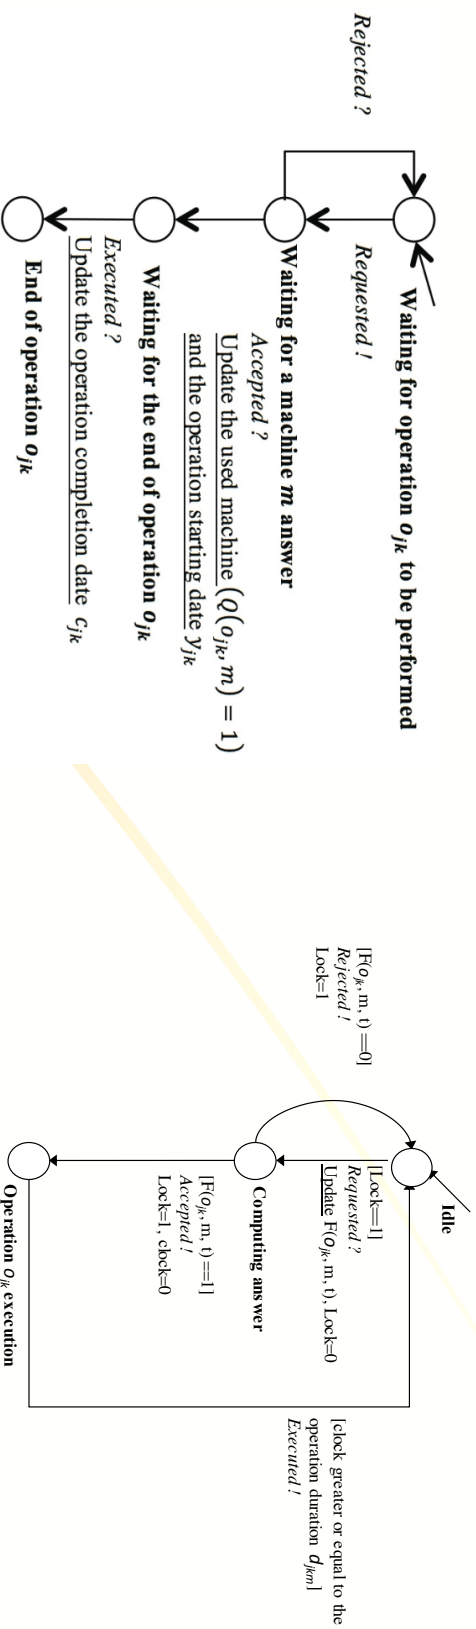 Waiting for operation o_jk to be performed
Rejected ?
Requested !
Waiting for a machine m answer
Accepted ?
Update the used machine (Q(o_jk, m) = 1)
and the operation starting date y_jk
Waiting for the end of operation o_jk
Executed ?
Update the operation completion date c_jk
End of operation o_jk
Idle
[Lock==1]
Requested ?
Update F(o_jk, m, t), Lock=0
[F(o_jk, m, t) ==0]
Rejected !
Lock=1
[clock greater or equal to the
operation duration d_jkm]
Executed !
Computing answer
[F(o_jk, m, t) ==1]
Accepted !
Lock=1, clock=0
Operation o_jk execution